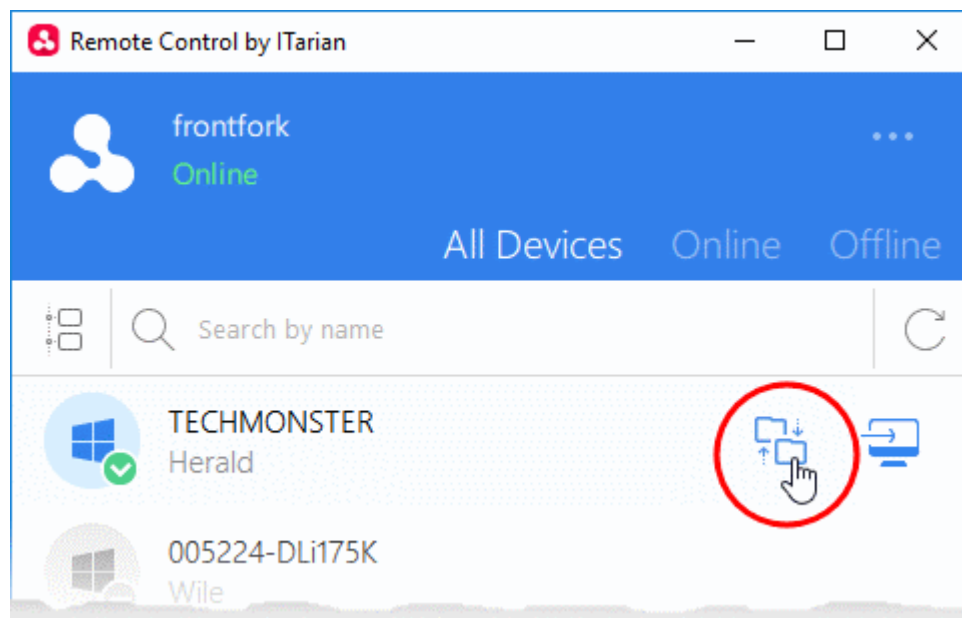 Remote Control by ITarian
frontfork
Online
All Devices Online Offline
Search by name
TECHMONSTER
Herald
005224-DLi175K
Wile